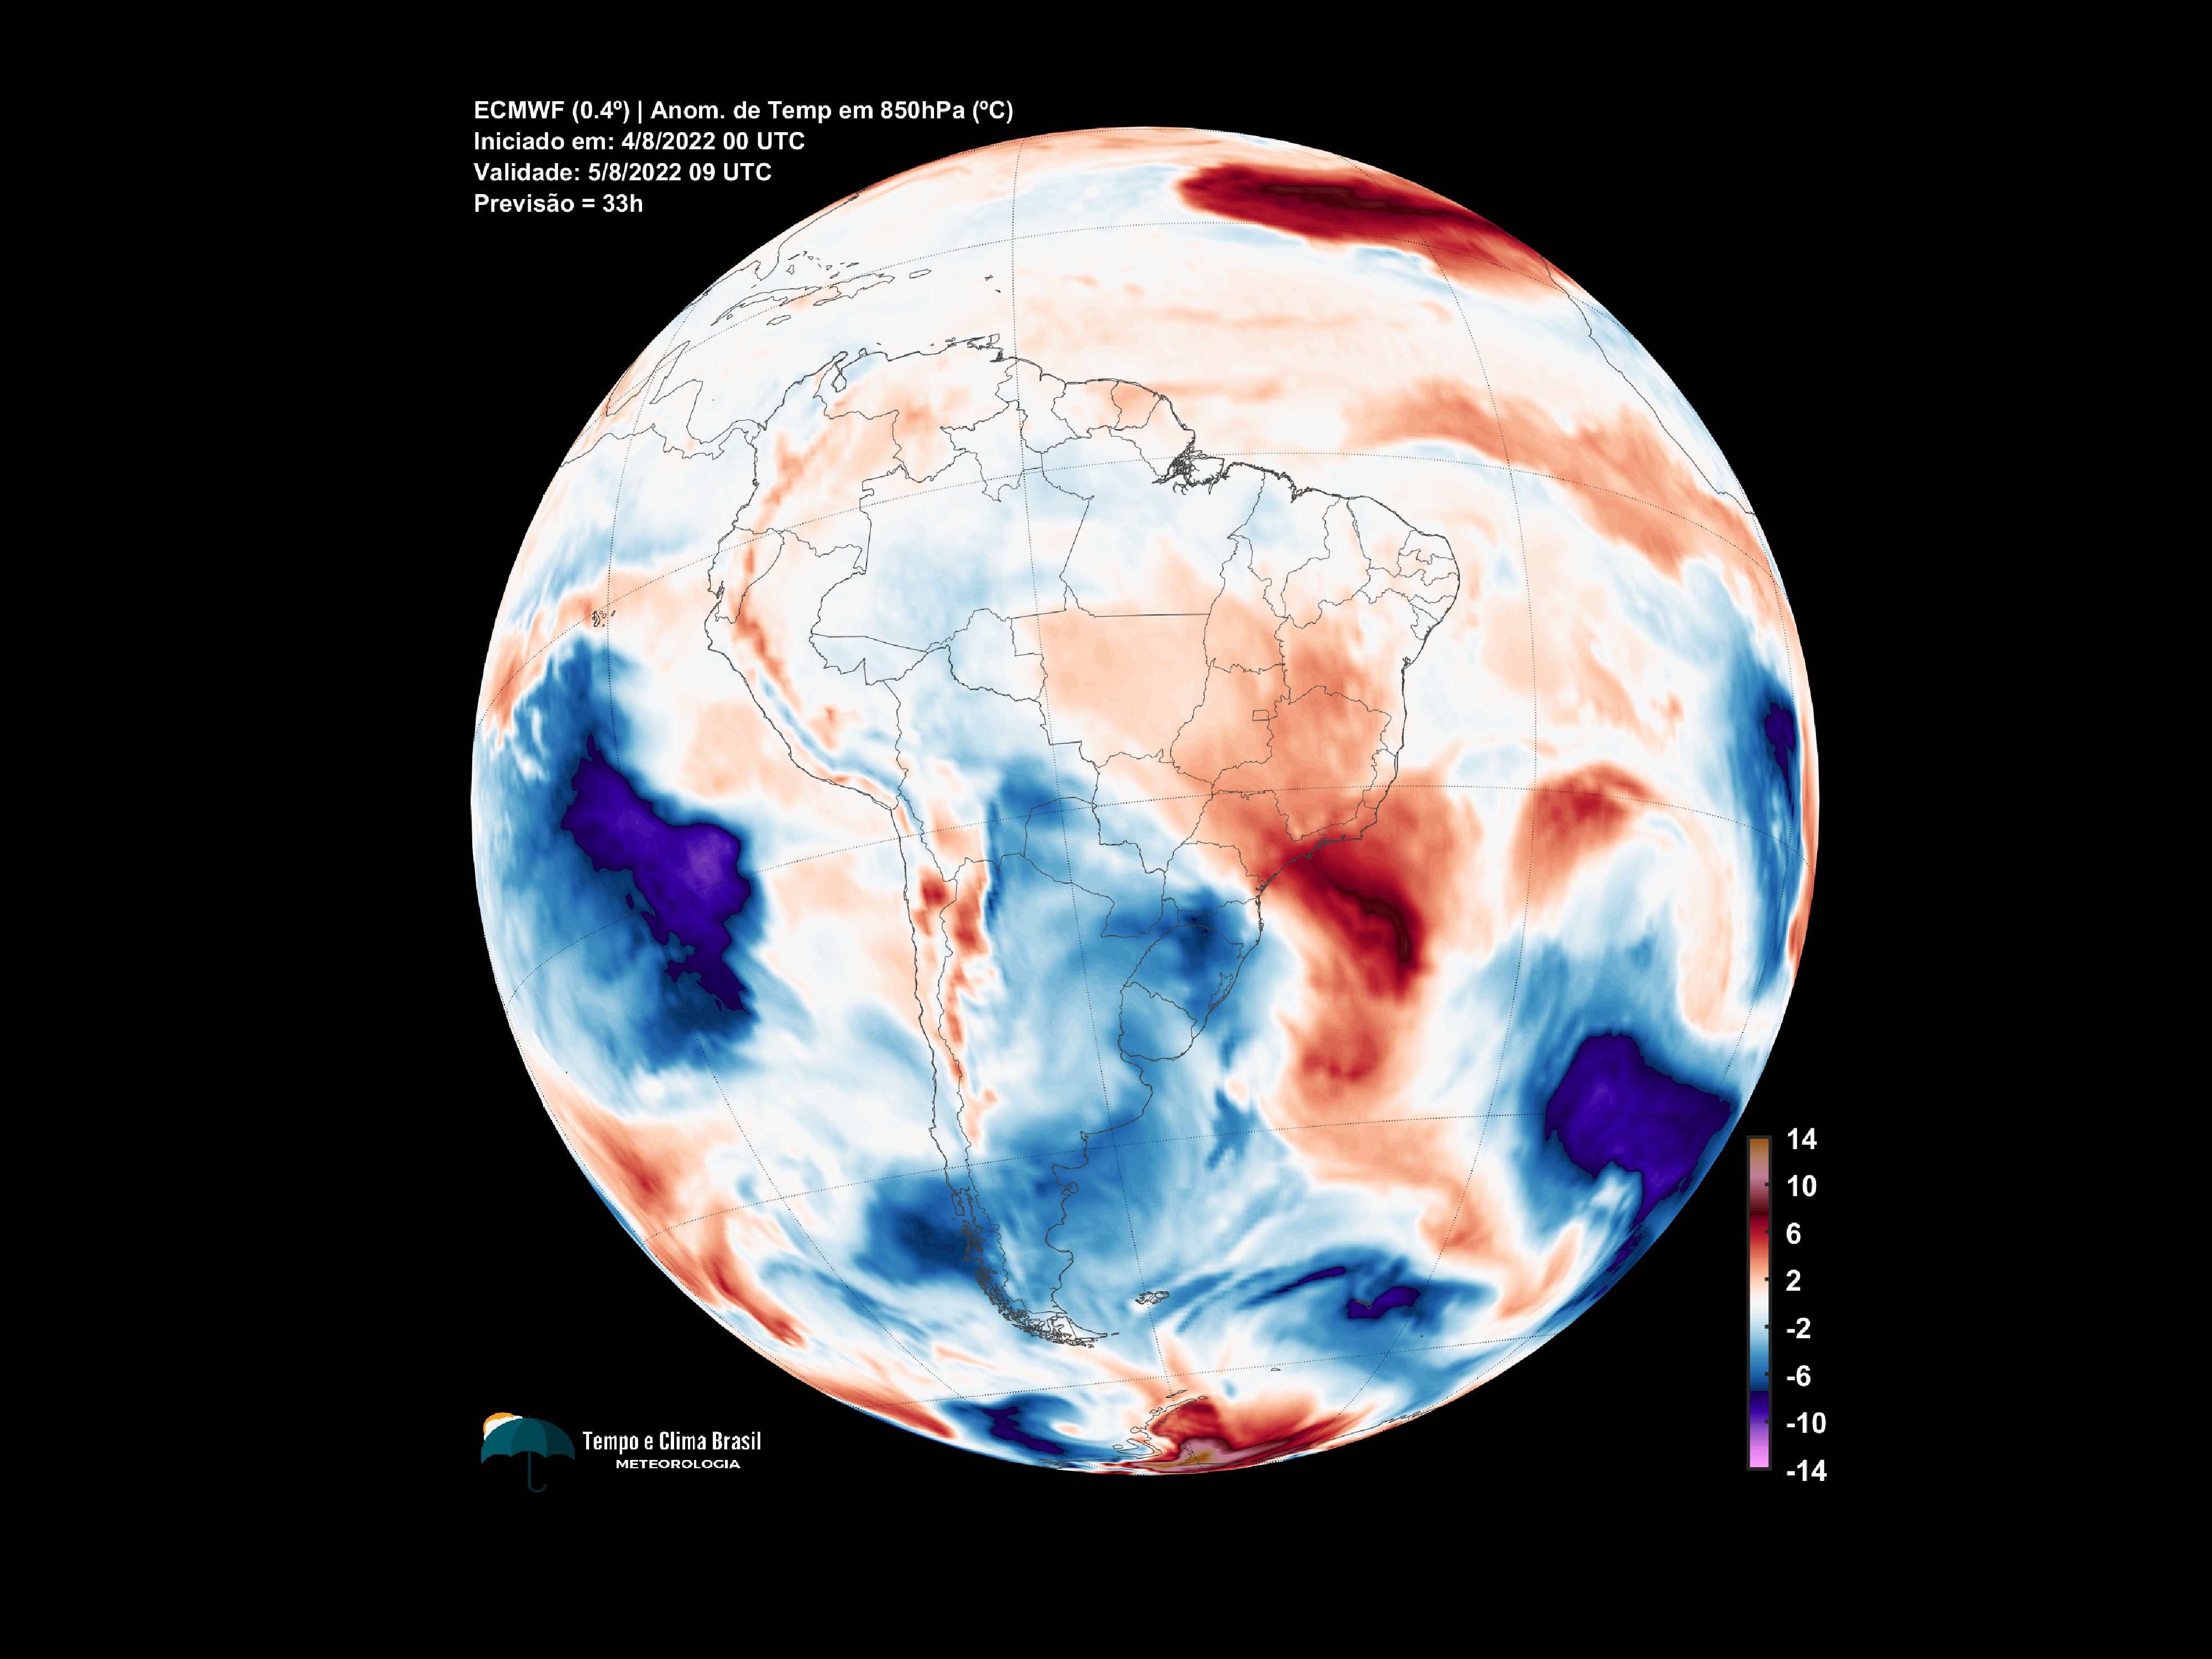 ECMWF (0.4º) | Anom. de Temp em 850hPa (ºC)
Iniciado em: 4/8/2022 00 UTC
Validade: 5/8/2022 09 UTC
Previsão = 33h
14
10
6
2
-2
-6
-10
-14
Tempo e Clima Brasil
METEOROLOGIA